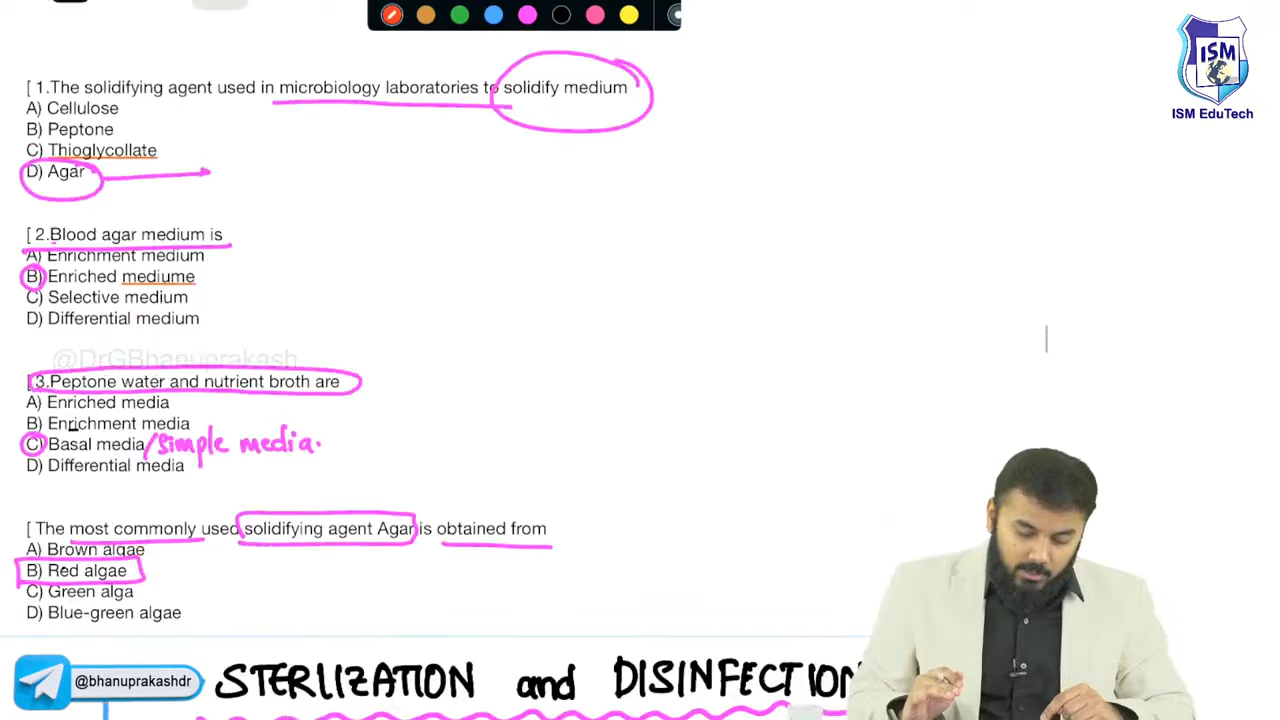 [ 1.The solidifying agent used in microbiology laboratories to solidify medium
A) Cellulose
B) Peptone
C) Thioglycollate
D) Agar
[ 2.Blood agar medium is
A) Enrichment medium
B) Enriched mediume
C) Selective medium
D) Differential medium
@DrGBhanuprakash
[ 3.Peptone water and nutrient broth are
A) Enriched media
B) Enrichment media
C) Basal media /simple media.
D) Differential media
[ The most commonly used solidifying agent Agar is obtained from
A) Brown algae
B) Red algae
C) Green alga
D) Blue-green algae
@bhanuprakashdr
STERLIZATION and DISINFECTION
ISM
ISM EduTech